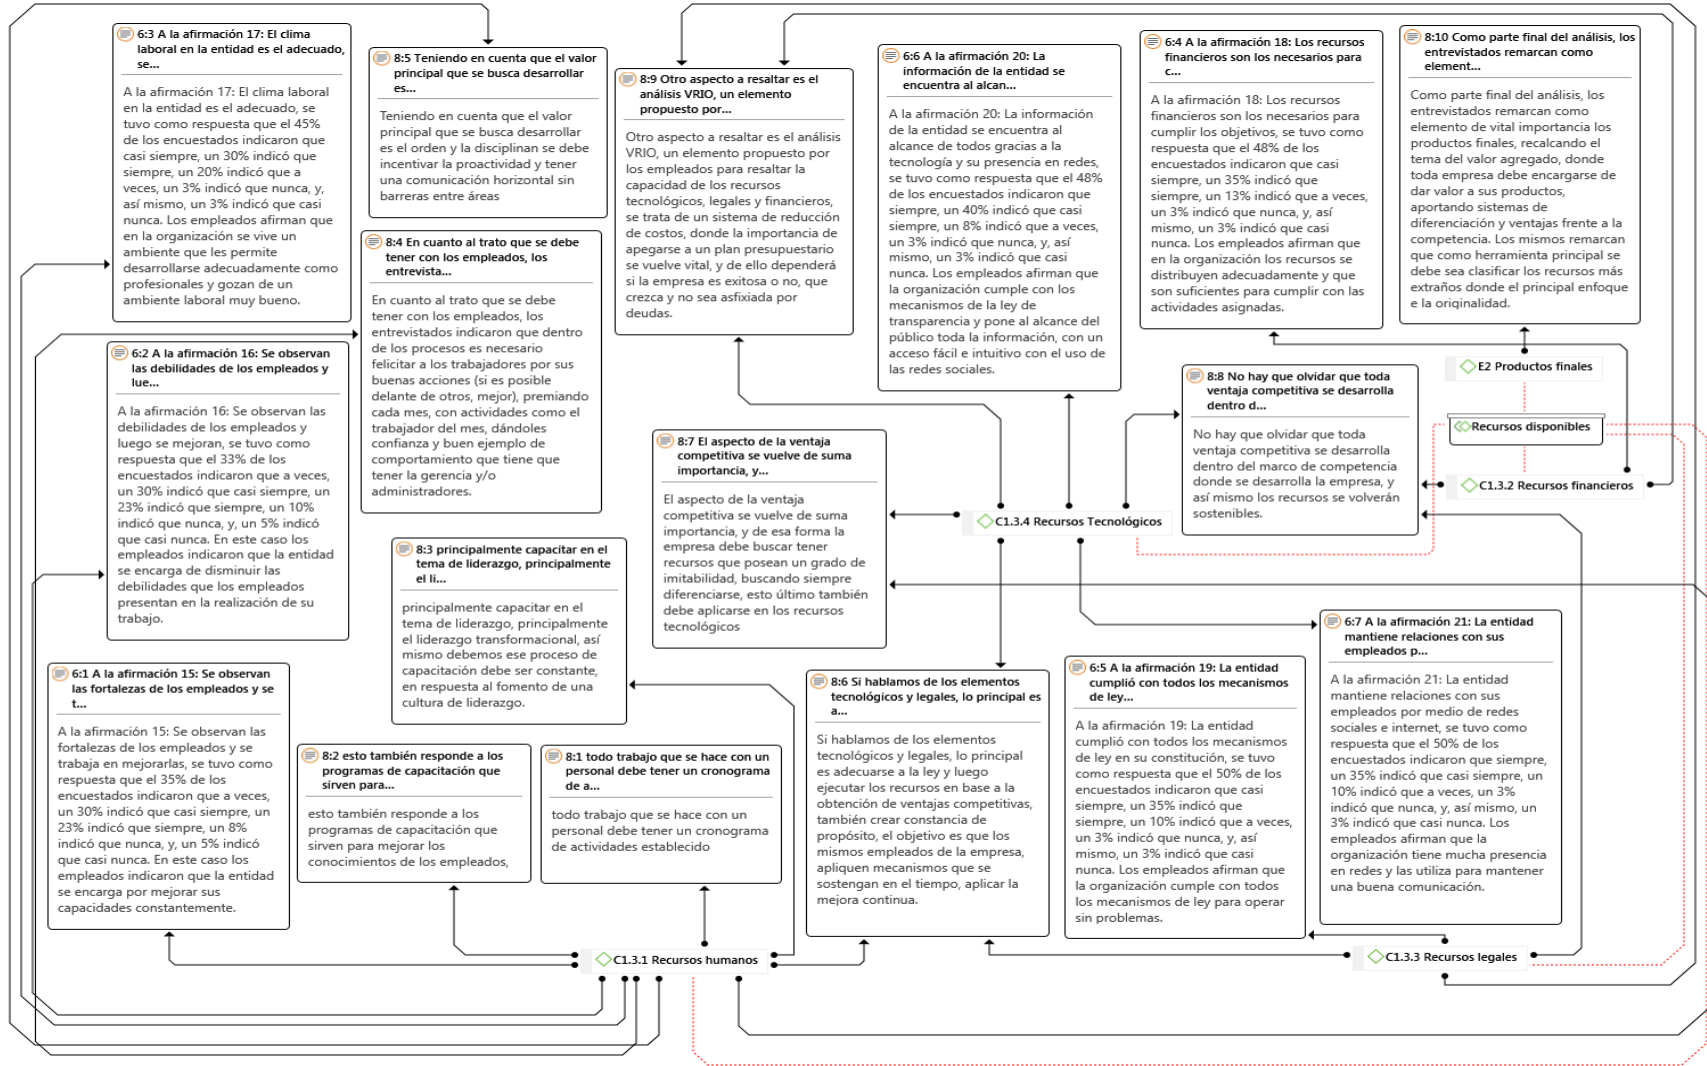 6:3 A la afirmación 17: El clima
laboral en la entidad es el adecuado,
se...
A la afirmación 17: El clima laboral
en la entidad es el adecuado, se
tuvo como respuesta que el 45%
de los encuestados indicaron que
casi siempre, un 30% indicó que
siempre, un 20% indicó que a
veces, un 3% indicó que nunca, y,
así mismo, un 3% indicó que casi
nunca. Los empleados afirman que
en la organización se vive un
ambiente que les permite
desarrollarse adecuadamente como
profesionales y gozan de un
ambiente laboral muy bueno.
8:5 Teniendo en cuenta que el valor
principal que se busca desarrollar
es...
Teniendo en cuenta que el valor
principal que se busca desarrollar
es el orden y la disciplinan se debe
incentivar la proactividad y tener
una comunicación horizontal sin
barreras entre áreas
8:9 Otro aspecto a resaltar es el
análisis VRIO, un elemento
propuesto por...
Otro aspecto a resaltar es el análisis
VRIO, un elemento propuesto por
los empleados para resaltar la
capacidad de los recursos
tecnológicos, legales y financieros,
se trata de un sistema de reducción
de costos, donde la importancia de
apegarse a un plan presupuestario
se vuelve vital, y de ello dependerá
si la empresa es exitosa o no, que
crezca y no sea asfixiada por
deudas.
6:6 A la afirmación 20: La
información de la entidad se
encuentra al alcan...
A la afirmación 20: La información
de la entidad se encuentra al
alcance de todos gracias a la
tecnología y su presencia en redes,
se tuvo como respuesta que el 48%
de los encuestados indicaron que
siempre, un 40% indicó que casi
siempre, un 8% indicó que a veces,
un 3% indicó que nunca, y, así
mismo, un 3% indicó que casi
nunca. Los empleados afirman que
la organización cumple con los
mecanismos de la ley de
transparencia y pone al alcance del
público toda la información, con un
acceso fácil e intuitivo con el uso de
las redes sociales.
6:4 A la afirmación 18: Los recursos
financieros son los necesarios para
c...
A la afirmación 18: Los recursos
financieros son los necesarios para
cumplir los objetivos, se tuvo como
respuesta que el 48% de los
encuestados indicaron que casi
siempre, un 35% indicó que
siempre, un 13% indicó que a veces,
un 3% indicó que nunca, y, así
mismo, un 3% indicó que casi
nunca. Los empleados afirman que
en la organización los recursos se
distribuyen adecuadamente y que
son suficientes para cumplir con las
actividades asignadas.
8:10 Como parte final del análisis, los
entrevistados remarcan como
element...
Como parte final del análisis, los
entrevistados remarcan como
elemento de vital importancia los
productos finales, recalcando el
tema del valor agregado, donde
toda empresa debe encargarse de
dar valor a sus productos,
aportando sistemas de
diferenciación y ventajas frente a la
competencia. Los mismos remarcan
que como herramienta principal se
debe sea clasificar los recursos más
extraños donde el principal enfoque
e la originalidad.
8:4 En cuanto al trato que se debe
tener con los empleados, los
entrevista...
En cuanto al trato que se debe
tener con los empleados, los
entrevistados indicaron que dentro
de los procesos es necesario
felicitar a los trabajadores por sus
buenas acciones (si es posible
delante de otros, mejor), premiando
cada mes, con actividades como el
trabajador del mes, dándoles
confianza y buen ejemplo de
comportamiento que tiene que
tener la gerencia y/o
administradores.
6:2 A la afirmación 16: Se observan
las debilidades de los empleados y
lue...
A la afirmación 16: Se observan las
debilidades de los empleados y
luego se mejoran, se tuvo como
respuesta que el 33% de los
encuestados indicaron que a veces,
un 30% indicó que casi siempre, un
23% indicó que siempre, un 10%
indicó que nunca, y, un 5% indicó
que casi nunca. En este caso los
empleados indicaron que la entidad
se encarga de disminuir las
debilidades que los empleados
presentan en la realización de su
trabajo.
E2 Productos finales
Recursos disponibles
C1.3.2 Recursos financieros
8:8 No hay que olvidar que toda
ventaja competitiva se desarrolla
dentro d...
No hay que olvidar que toda
ventaja competitiva se desarrolla
dentro del marco de competencia
donde se desarrolla la empresa, y
así mismo los recursos se volverán
sostenibles.
8:7 El aspecto de la ventaja
competitiva se vuelve de suma
importancia, y...
El aspecto de la ventaja
competitiva se vuelve de suma
importancia, y de esa forma la
empresa debe buscar tener
recursos que posean un grado de
imitabilidad, buscando siempre
diferenciarse, esto último también
debe aplicarse en los recursos
tecnológicos
C1.3.4 Recursos Tecnológicos
8:3 principalmente capacitar en el
tema de liderazgo, principalmente
el li...
principalmente capacitar en el
tema de liderazgo, principalmente
el liderazgo transformacional, así
mismo debemos ese proceso de
capacitación debe ser constante,
en respuesta al fomento de una
cultura de liderazgo.
6:1 A la afirmación 15: Se observan
las fortalezas de los empleados y se
t...
A la afirmación 15: Se observan las
fortalezas de los empleados y se
trabaja en mejorarlas, se tuvo como
respuesta que el 35% de los
encuestados indicaron que a veces,
un 30% indicó que casi siempre, un
23% indicó que siempre, un 8%
indicó que nunca, y, un 5% indicó
que casi nunca. En este caso los
empleados indicaron que la entidad
se encarga por mejorar sus
capacidades constantemente.
8:2 esto también responde a los
programas de capacitación que
sirven para...
esto también responde a los
programas de capacitación que
sirven para mejorar los
conocimientos de los empleados,
8:1 todo trabajo que se hace con un
personal debe tener un cronograma
de a...
todo trabajo que se hace con un
personal debe tener un cronograma
de actividades establecido
8:6 Si hablamos de los elementos
tecnológicos y legales, lo principal es
a...
Si hablamos de los elementos
tecnológicos y legales, lo principal
es adecuarse a la ley y luego
ejecutar los recursos en base a la
obtención de ventajas competitivas,
también crear constancia de
propósito, el objetivo es que los
mismos empleados de la empresa,
apliquen mecanismos que se
sostengan en el tiempo, aplicar la
mejora continua.
6:5 A la afirmación 19: La entidad
cumplió con todos los mecanismos
de ley...
A la afirmación 19: La entidad
cumplió con todos los mecanismos
de ley en su constitución, se tuvo
como respuesta que el 50% de los
encuestados indicaron que casi
siempre, un 35% indicó que
siempre, un 10% indicó que a veces,
un 3% indicó que nunca, y, así
mismo, un 3% indicó que casi
nunca. Los empleados afirman que
la organización cumple con todos
los mecanismos de ley para operar
sin problemas.
6:7 A la afirmación 21: La entidad
mantiene relaciones con sus
empleados p...
A la afirmación 21: La entidad
mantiene relaciones con sus
empleados por medio de redes
sociales e internet, se tuvo como
respuesta que el 50% de los
encuestados indicaron que siempre,
un 35% indicó que casi siempre, un
10% indicó que a veces, un 3%
indicó que nunca, y, así mismo, un
3% indicó que casi nunca. Los
empleados afirman que la
organización tiene mucha presencia
en redes y las utiliza para mantener
una buena comunicación.
C1.3.1 Recursos humanos
C1.3.3 Recursos legales